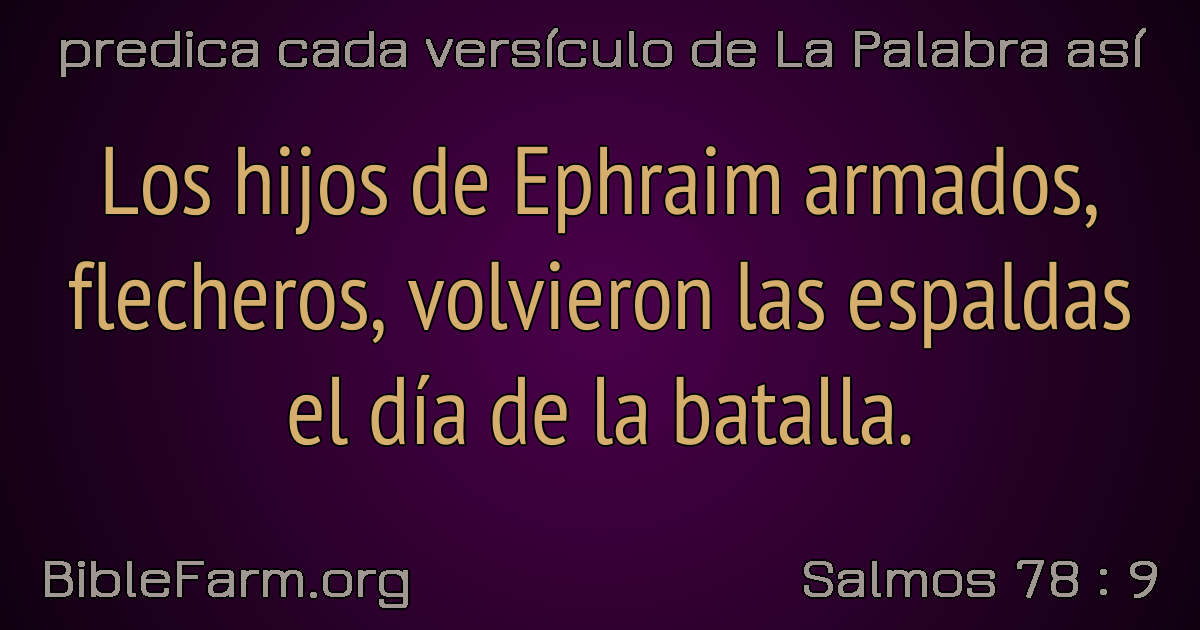 predica cada versículo de La Palabra así
Los hijos de Ephraim armados,
flecheros, volvieron las espaldas
el día de la batalla.
BibleFarm.org
Salmos 78 : 9